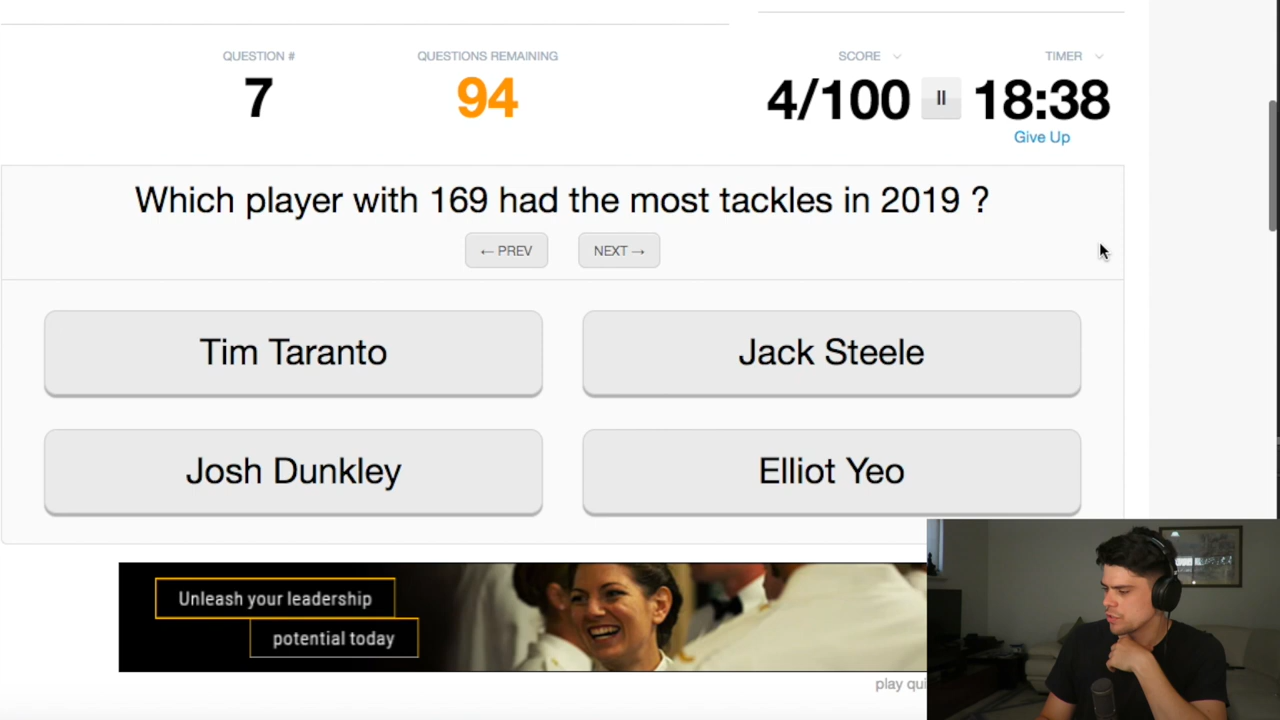 QUESTION #
QUESTIONS REMAINING
SCORE
TIMER
7
94
4/100
18:38
Give Up
Which player with 169 had the most tackles in 2019 ?
← PREV
NEXT →
Tim Taranto
Jack Steele
Josh Dunkley
Elliot Yeo
Unleash your leadership
potential today
play qui